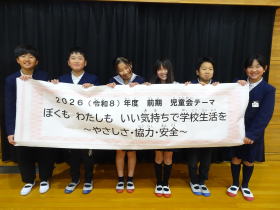 2026(令和8)年度 前期 児童会テーマ
ぼくも わたしも いい気持ちで学校生活を
~やさしさ・協力・安全~